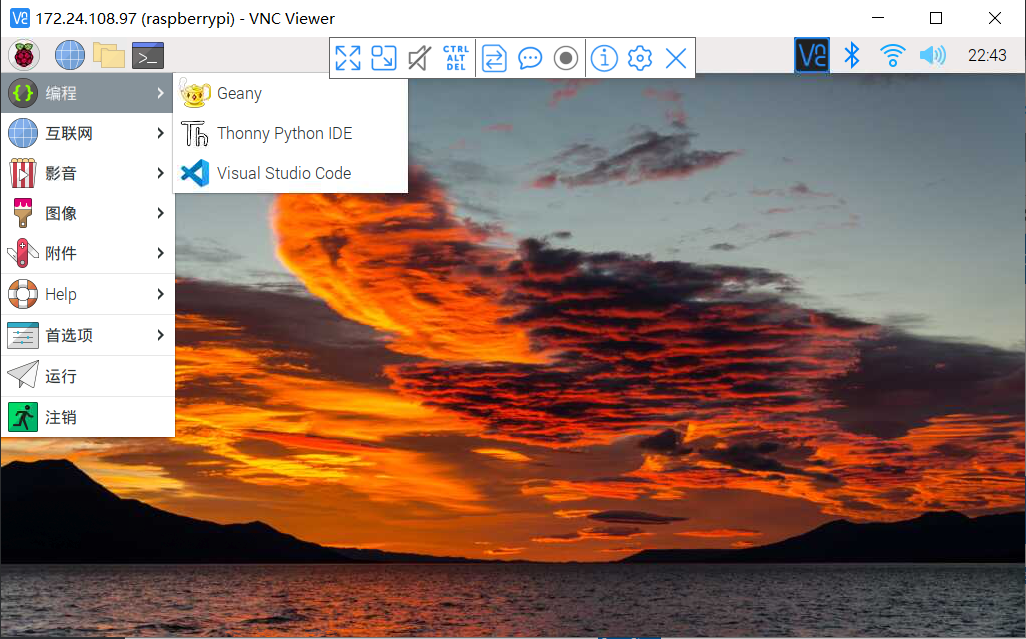 172.24.108.97 (raspberrypi) - VNC Viewer
CTRL
ALT
DEL
22:43
编程
Geany
Thonny Python IDE
Visual Studio Code
互联网
影音
图像
附件
Help
首选项
运行
注销